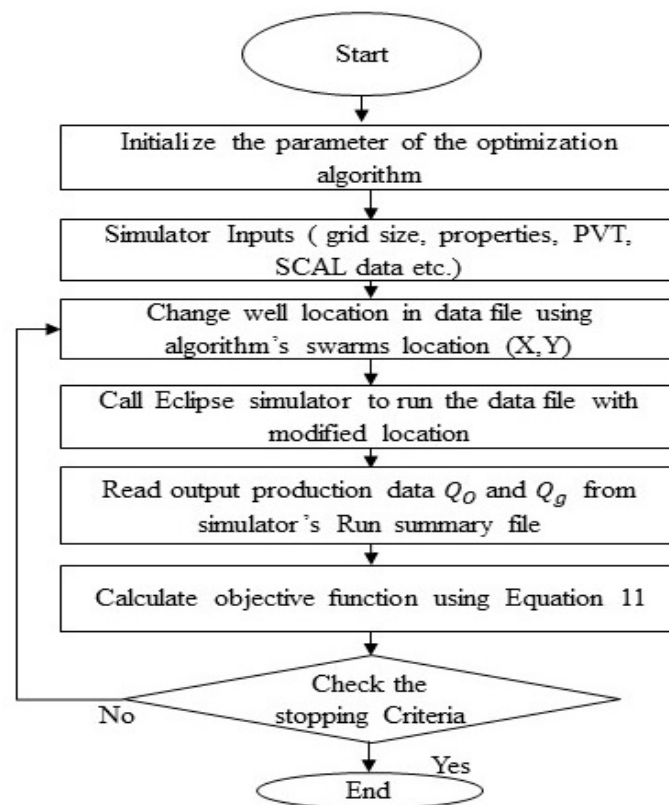 Start
Initialize the parameter of the optimization
algorithm
Simulator Inputs ( grid size, properties, PVT,
SCAL data etc.)
Change well location in data file using
algorithm's swarms location (X,Y)
Call Eclipse simulator to run the data file with
modified location
Read output production data Q_O and Q_g from
simulator's Run summary file
Calculate objective function using Equation 11
Check the
stopping Criteria
No
Yes
End